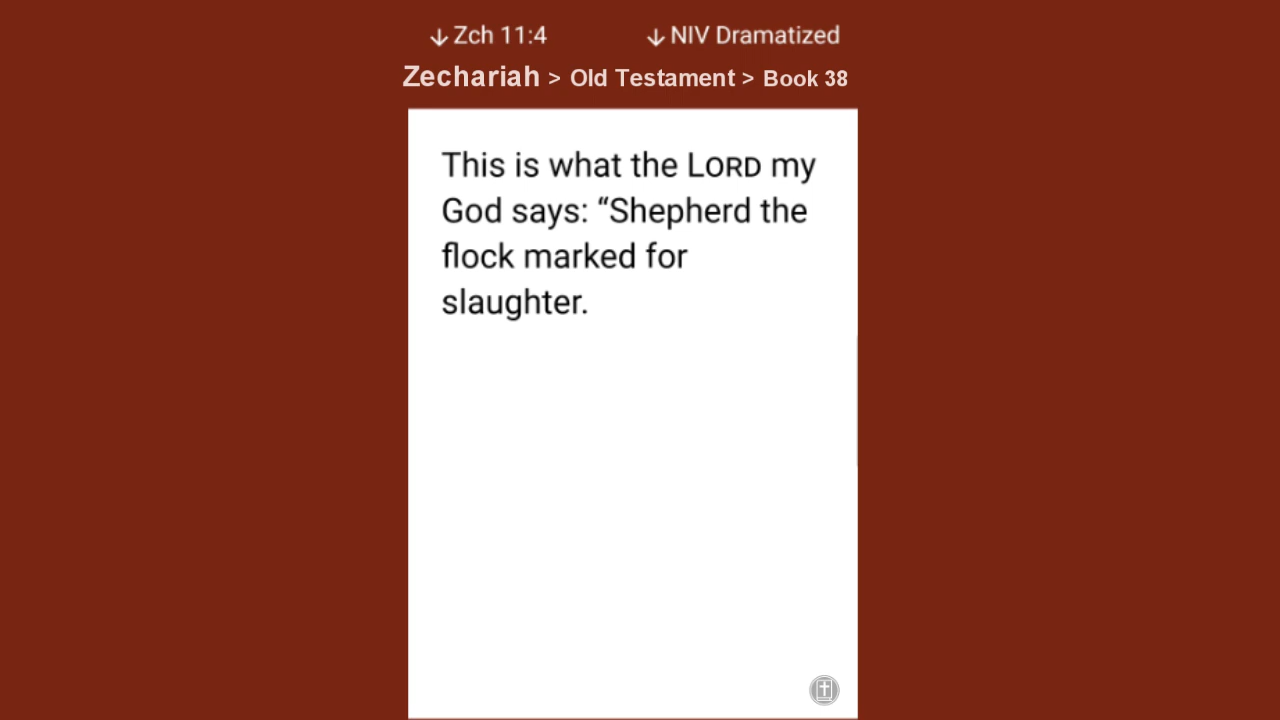 ↓ Zch 11:4 ↓ NIV Dramatized
Zechariah > Old Testament > Book 38
This is what the LORD my
God says: “Shepherd the
flock marked for
slaughter.